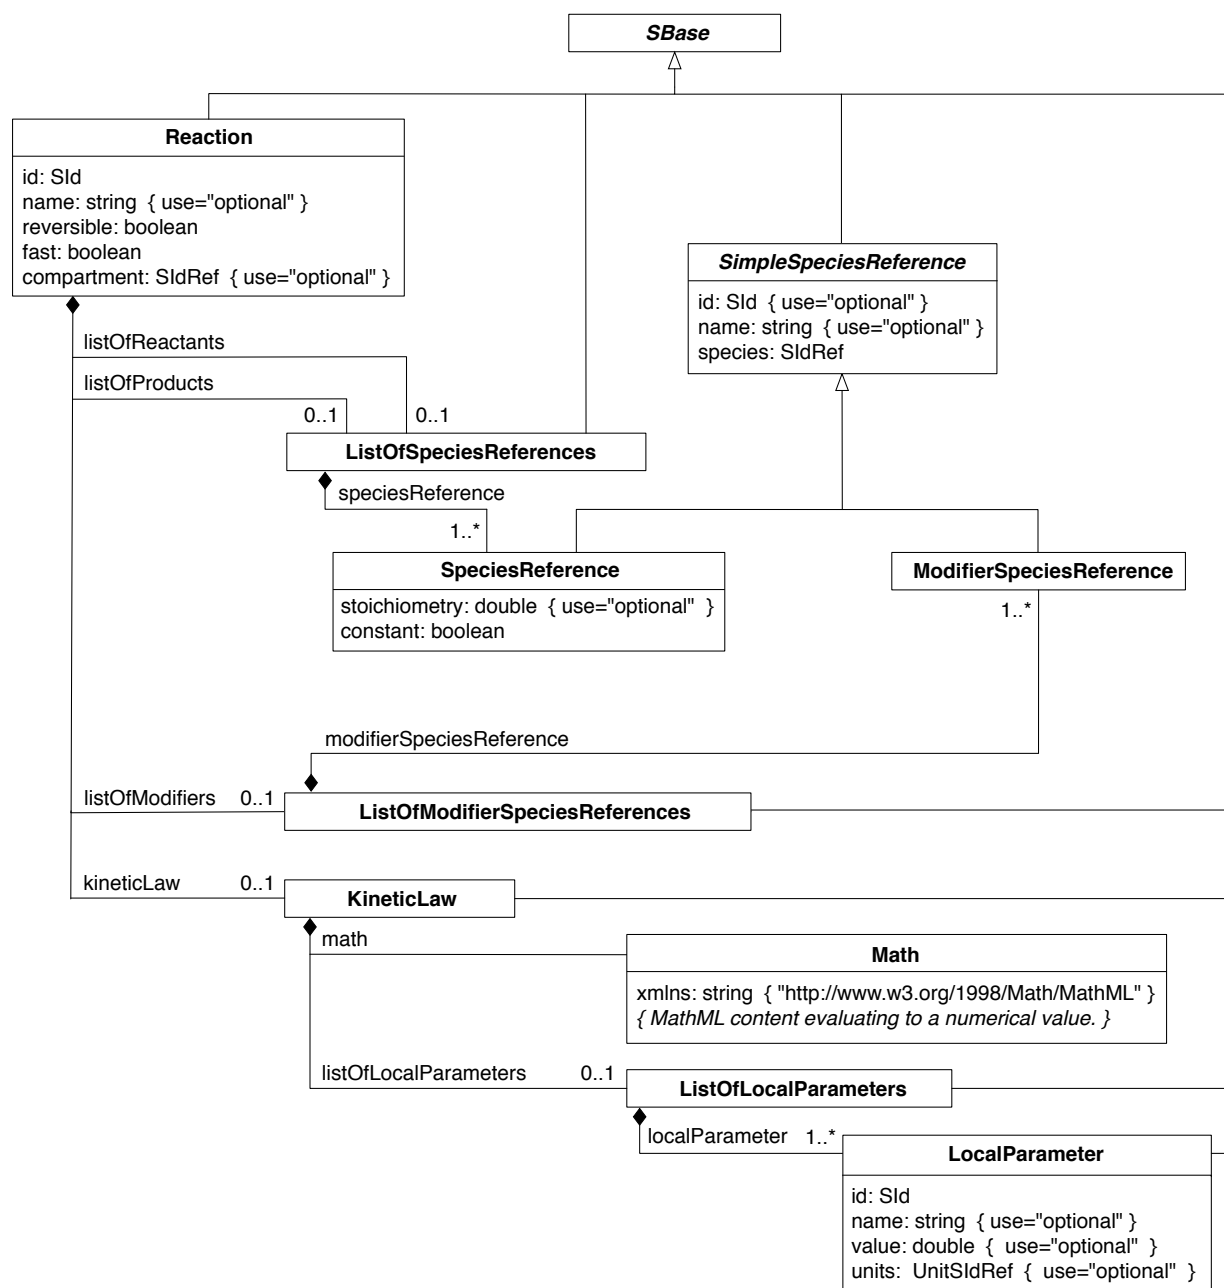 SBase
Reaction
id: SId
name: string { use="optional" }
reversible: boolean
fast: boolean
compartment: SIdRef { use="optional" }
SimpleSpeciesReference
id: SId { use="optional" }
name: string { use="optional" }
species: SIdRef
listOfReactants
listOfProducts
0..1
0..1
ListOfSpeciesReferences
speciesReference
1..*
SpeciesReference
stoichiometry: double { use="optional" }
constant: boolean
ModifierSpeciesReference
1..*
modifierSpeciesReference
listOfModifiers 0..1
ListOfModifierSpeciesReferences
kineticLaw 0..1
KineticLaw
math
Math
xmlns: string { "http://www.w3.org/1998/Math/MathML" }
{ MathML content evaluating to a numerical value. }
listOfLocalParameters 0..1
ListOfLocalParameters
localParameter 1..*
LocalParameter
id: SId
name: string { use="optional" }
value: double { use="optional" }
units: UnitSIdRef { use="optional" }